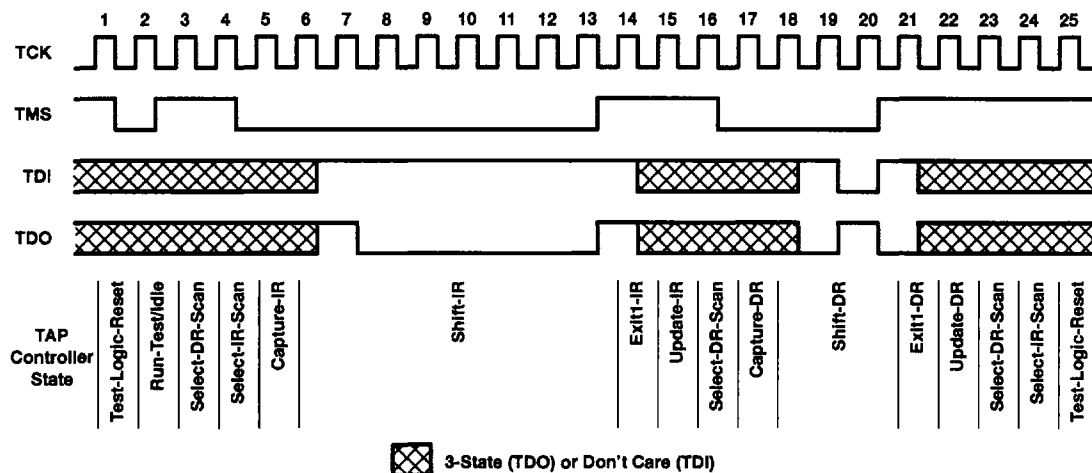 1 2 3 4 5 6 7 8 9 10 11 12 13 14 15 16 17 18 19 20 21 22 23 24 25
TCK
TMS
TDI
TDO
TAP
Controller
State
Test-Logic-Reset
Run-Test/Idle
Select-DR-Scan
Select-IR-Scan
Capture-IR
Shift-IR
Exit1-IR
Update-IR
Select-DR-Scan
Capture-DR
Shift-DR
Exit1-DR
Update-DR
Select-DR-Scan
Select-IR-Scan
Test-Logic-Reset
3-State (TDO) or Don't Care (TDI)